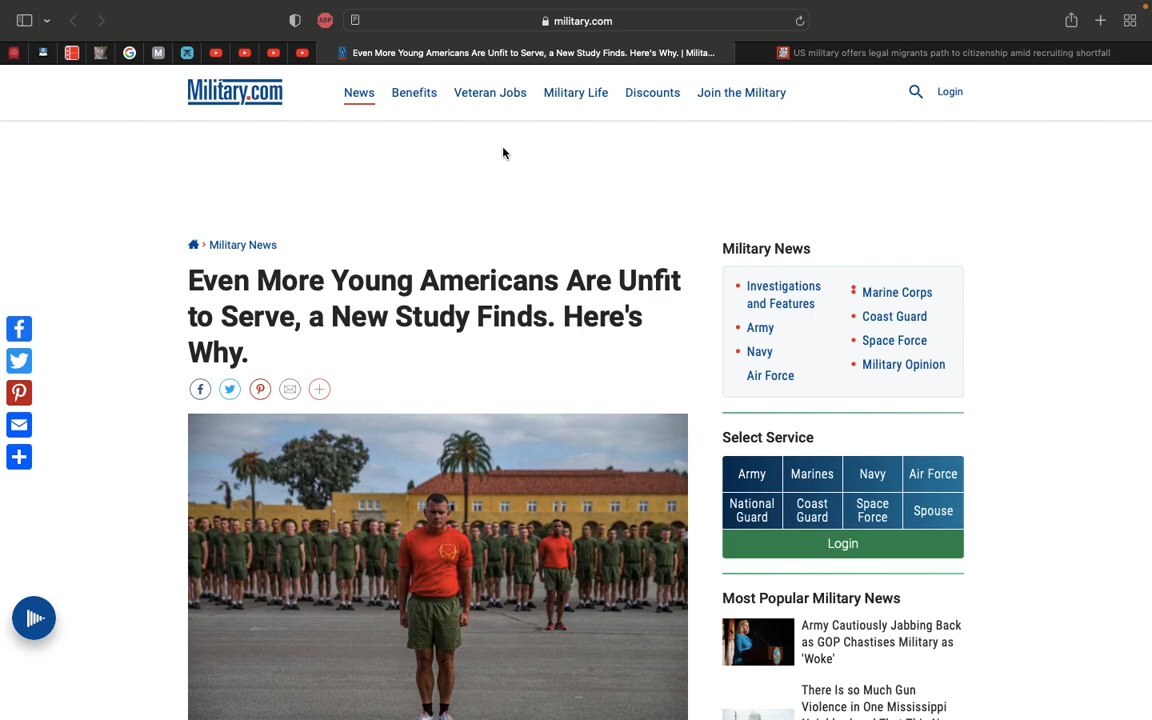 military.com
ABP
Even More Young Americans Are Unfit to Serve, a New Study Finds. Here's Why. | Milita...
US military offers legal migrants path to citizenship amid recruiting shortfall
Military.com
News
Benefits
Veteran Jobs
Military Life
Discounts
Join the Military
Login
> Military News
Even More Young Americans Are Unfit
to Serve, a New Study Finds. Here's
Why.
Military News
Investigations
and Features
Army
Navy
Air Force
Marine Corps
Coast Guard
Space Force
Military Opinion
Select Service
Army
Marines
Navy
Air Force
National
Guard
Coast
Guard
Space
Force
Spouse
Login
Most Popular Military News
Army Cautiously Jabbing Back
as GOP Chastises Military as
'Woke'
There Is so Much Gun
Violence in One Mississippi